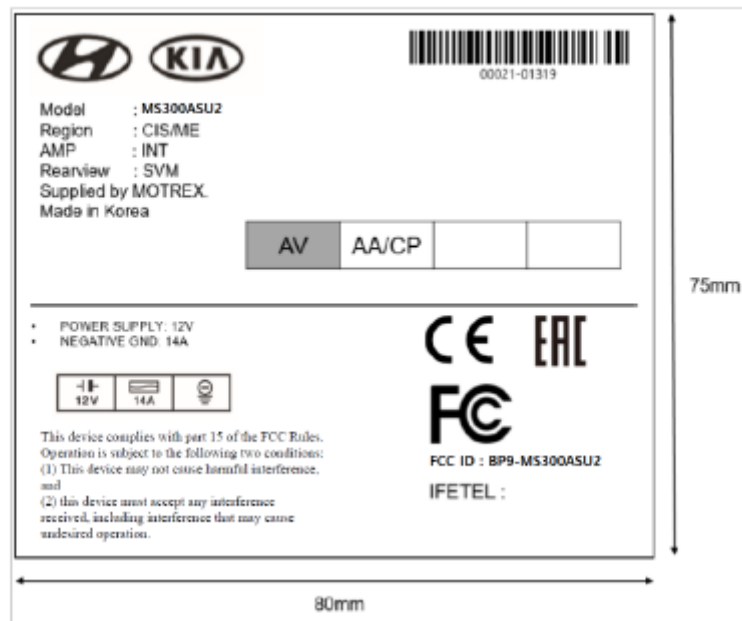 KIA
00021-01319
Model : MS300ASU2
Region : CIS/ME
AMP : INT
Rearview : SVM
Supplied by MOTREX.
Made in Korea
AV AA/CP
75mm
• POWER SUPPLY: 12V
• NEGATIVE GND: 14A
12V 14A
CE EAC
FC
FCC ID : BP9-MS300ASU2
IFETEL :
This device complies with part 15 of the FCC Rules.
Operation is subject to the following two conditions:
(1) This device may not cause harmful interference,
and
(2) this device must accept any interference
received, including interference that may cause
undesired operation.
80mm